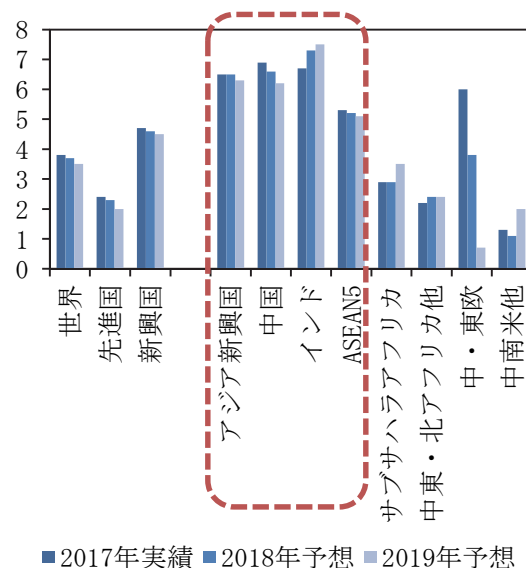 8
7
6
5
4
3
2
1
0
世界
先進国
新興国
アジア新興国
中国
インド
ASEAN5
サブサハラアフリカ
中東・北アフリカ他
中・東欧
中南米他
■2017年実績 ■2018年予想 ■2019年予想